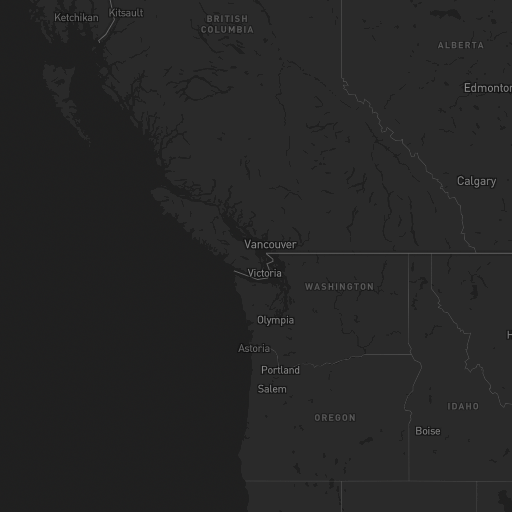 Ketchikan
Kitsault
BRITISH
COLUMBIA
ALBERTA
Edmonton
Calgary
Vancouver
Victoria
WASHINGTON
Olympia
Astoria
Portland
Salem
OREGON
IDAHO
Boise
H